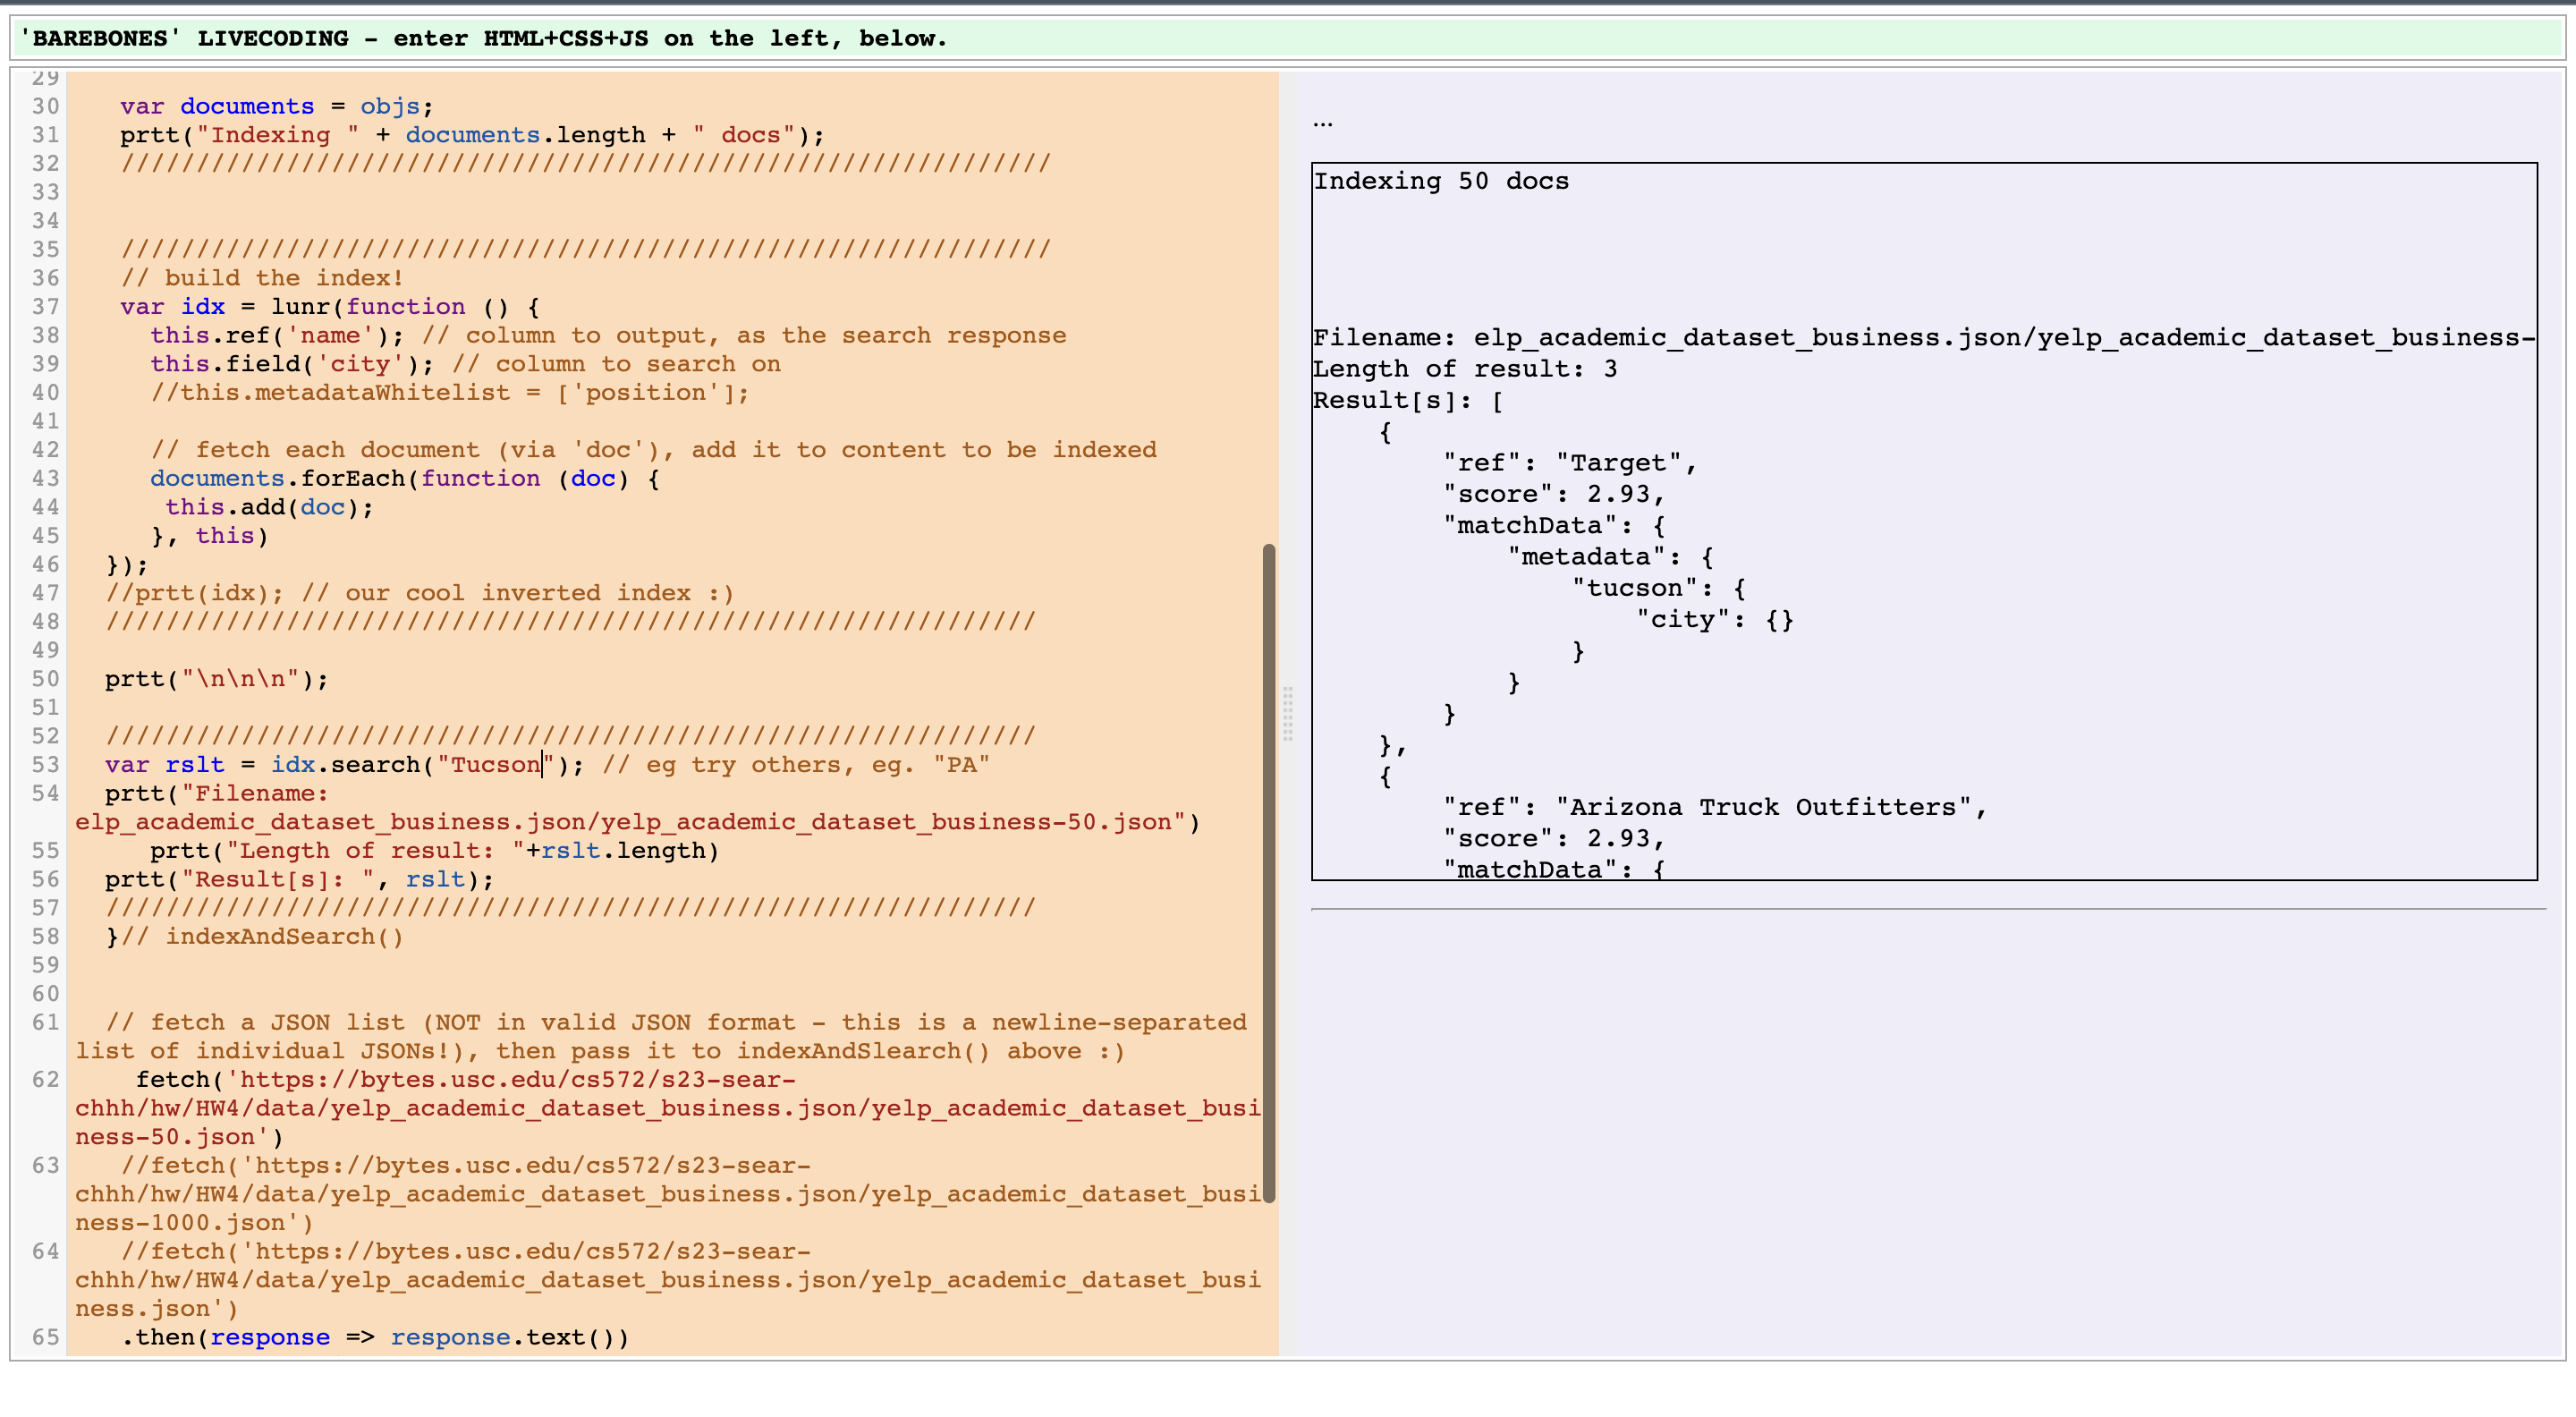 'BAREBONES' LIVECODING - enter HTML+CSS+JS on the left, below.
29
30 var documents = objs;
31 prtt("Indexing " + documents.length + " docs");
32 //////////////////////////////////////////////////////////////
33
34
35 //////////////////////////////////////////////////////////////
36 // build the index!
37 var idx = lunr(function () {
38 this.ref('name'); // column to output, as the search response
39 this.field('city'); // column to search on
40 //this.metadataWhitelist = ['position'];
41
42 // fetch each document (via 'doc'), add it to content to be indexed
43 documents.forEach(function (doc) {
44 this.add(doc);
45 }, this)
46 });
47 //prtt(idx); // our cool inverted index :)
48 //////////////////////////////////////////////////////////////
49
50 prtt("\n\n\n");
51
52 //////////////////////////////////////////////////////////////
53 var rslt = idx.search("Tucson"); // eg try others, eg. "PA"
54 prtt("Filename:
elp_academic_dataset_business.json/yelp_academic_dataset_business-50.json")
55 prtt("Length of result: "+rslt.length)
56 prtt("Result[s]: ", rslt);
57 //////////////////////////////////////////////////////////////
58 }// indexAndSearch()
59
60
61 // fetch a JSON list (NOT in valid JSON format - this is a newline-separated
list of individual JSONs!), then pass it to indexAndSlearch() above :)
62 fetch('https://bytes.usc.edu/cs572/s23-sear-
chhh/hw/HW4/data/yelp_academic_dataset_business.json/yelp_academic_dataset_busi
ness-50.json')
63 //fetch('https://bytes.usc.edu/cs572/s23-sear-
chhh/hw/HW4/data/yelp_academic_dataset_business.json/yelp_academic_dataset_busi
ness-1000.json')
64 //fetch('https://bytes.usc.edu/cs572/s23-sear-
chhh/hw/HW4/data/yelp_academic_dataset_business.json/yelp_academic_dataset_busi
ness.json')
65 .then(response => response.text())
...
Indexing 50 docs
Filename: elp_academic_dataset_business.json/yelp_academic_dataset_business-
Length of result: 3
Result[s]: [
{
"ref": "Target",
"score": 2.93,
"matchData": {
"metadata": {
"tucson": {
"city": {}
}
}
}
},
{
"ref": "Arizona Truck Outfitters",
"score": 2.93,
"matchData": {